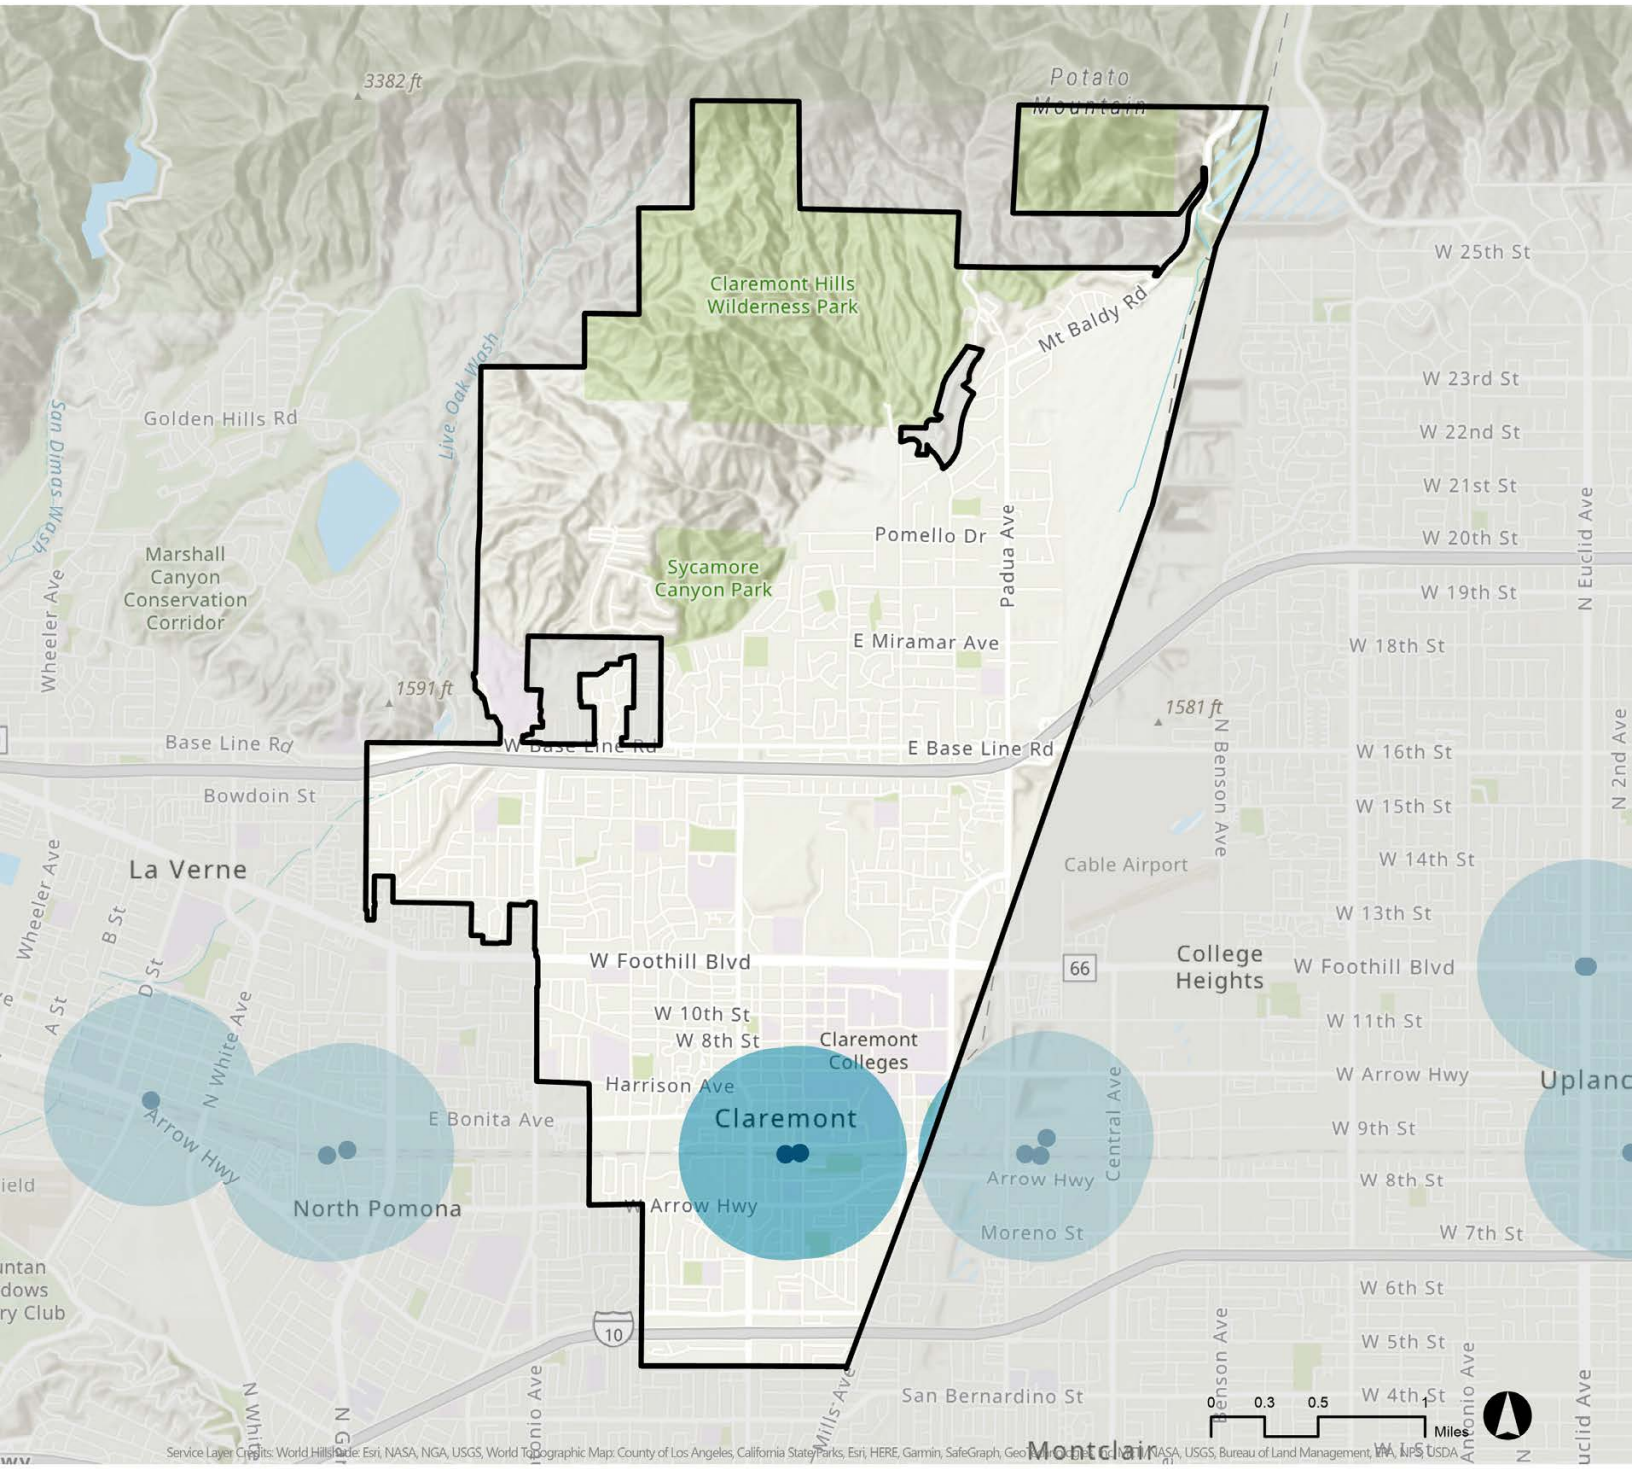 Potato
Mountain
3382 ft
W 25th St
Claremont Hills
Wilderness Park
Mt Baldy Rd
Live Oak Wash
San Dimas Wash
Golden Hills Rd
W 23rd St
W 22nd St
W 21st St
W 20th St
N Euclid Ave
Pomello Dr
Padua Ave
Marshall
Canyon
Conservation
Corridor
Sycamore
Canyon Park
Wheeler Ave
W 19th St
E Miramar Ave
W 18th St
1591 ft
1581 ft
Base Line Rd
W Base Line Rd
E Base Line Rd
N Benson Ave
W 16th St
N 2nd Ave
Bowdoin St
W 15th St
La Verne
Cable Airport
W 14th St
Wheeler Ave
B St
W 13th St
D St
W Foothill Blvd
66
College
Heights
W Foothill Blvd
A St
N White Ave
W 10th St
W 8th St
Claremont
Colleges
W 11th St
Harrison Ave
W Arrow Hwy
Claremont
E Bonita Ave
Arrow Hwy
Central Ave
W 9th St
Arrow Hwy
W 8th St
North Pomona
W Arrow Hwy
Moreno St
W 7th St
W 6th St
10
W 5th St
Benson Ave
San Bernardino St
W 4th St
Mills Ave
Antonio Ave
0 0.3 0.5 1
Miles
Montclair
W 1st St